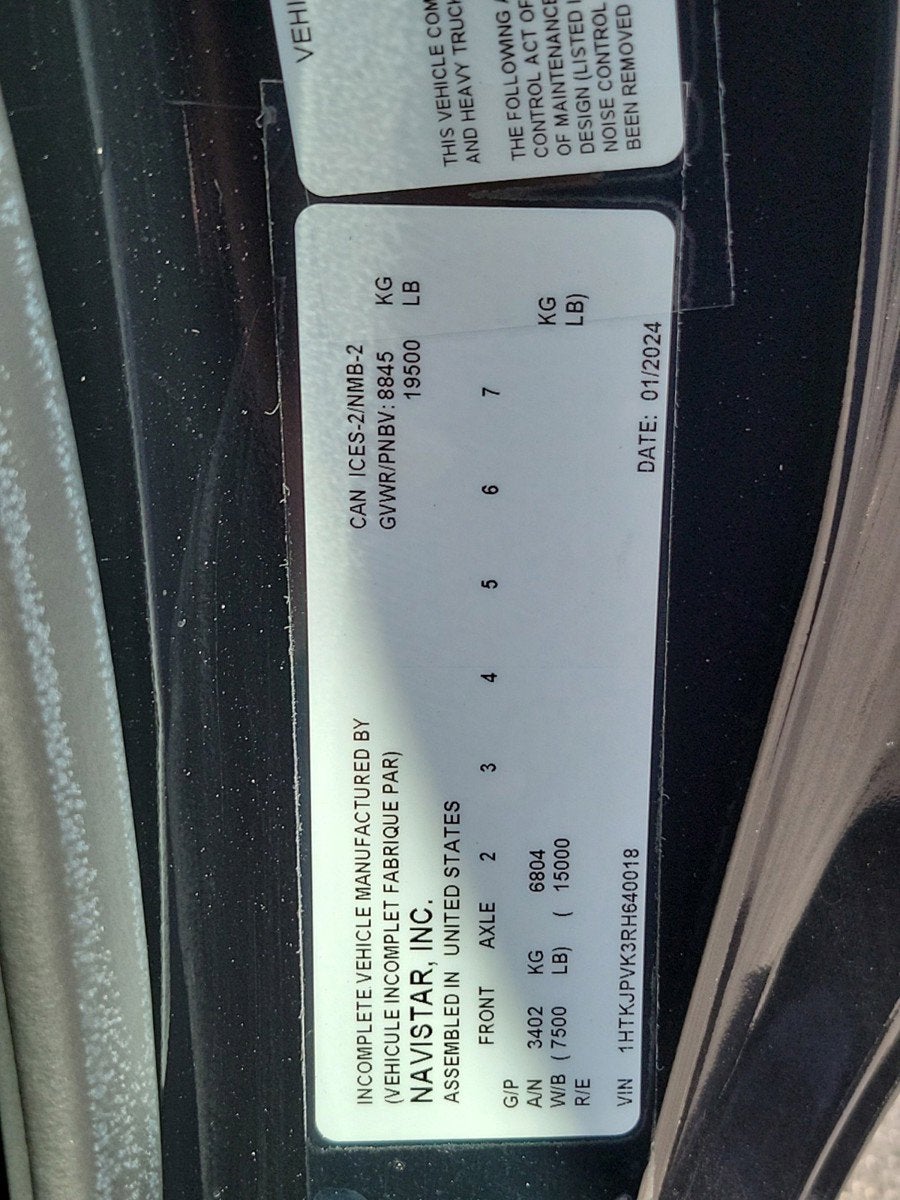 INCOMPLETE VEHICLE MANUFACTURED BY
(VEHICULE INCOMPLET FABRIQUE PAR)
NAVISTAR, INC.
ASSEMBLED IN UNITED STATES
CAN ICES-2/NMB-2
GVWR/PNBV: 8845 KG
19500 LB
FRONT AXLE 2 3 4 5 6 7
G/P
A/N 3402 KG 6804 KG
W/B ( 7500 LB) ( 15000 LB)
R/E
VIN 1HTKJPVK3RH640018 DATE: 01/2024
VEHI
THIS VEHICLE COM
AND HEAVY TRUCK
THE FOLLOWING A
CONTROL ACT OF
OF MAINTENANCE
DESIGN (LISTED I
NOISE CONTROL
BEEN REMOVED